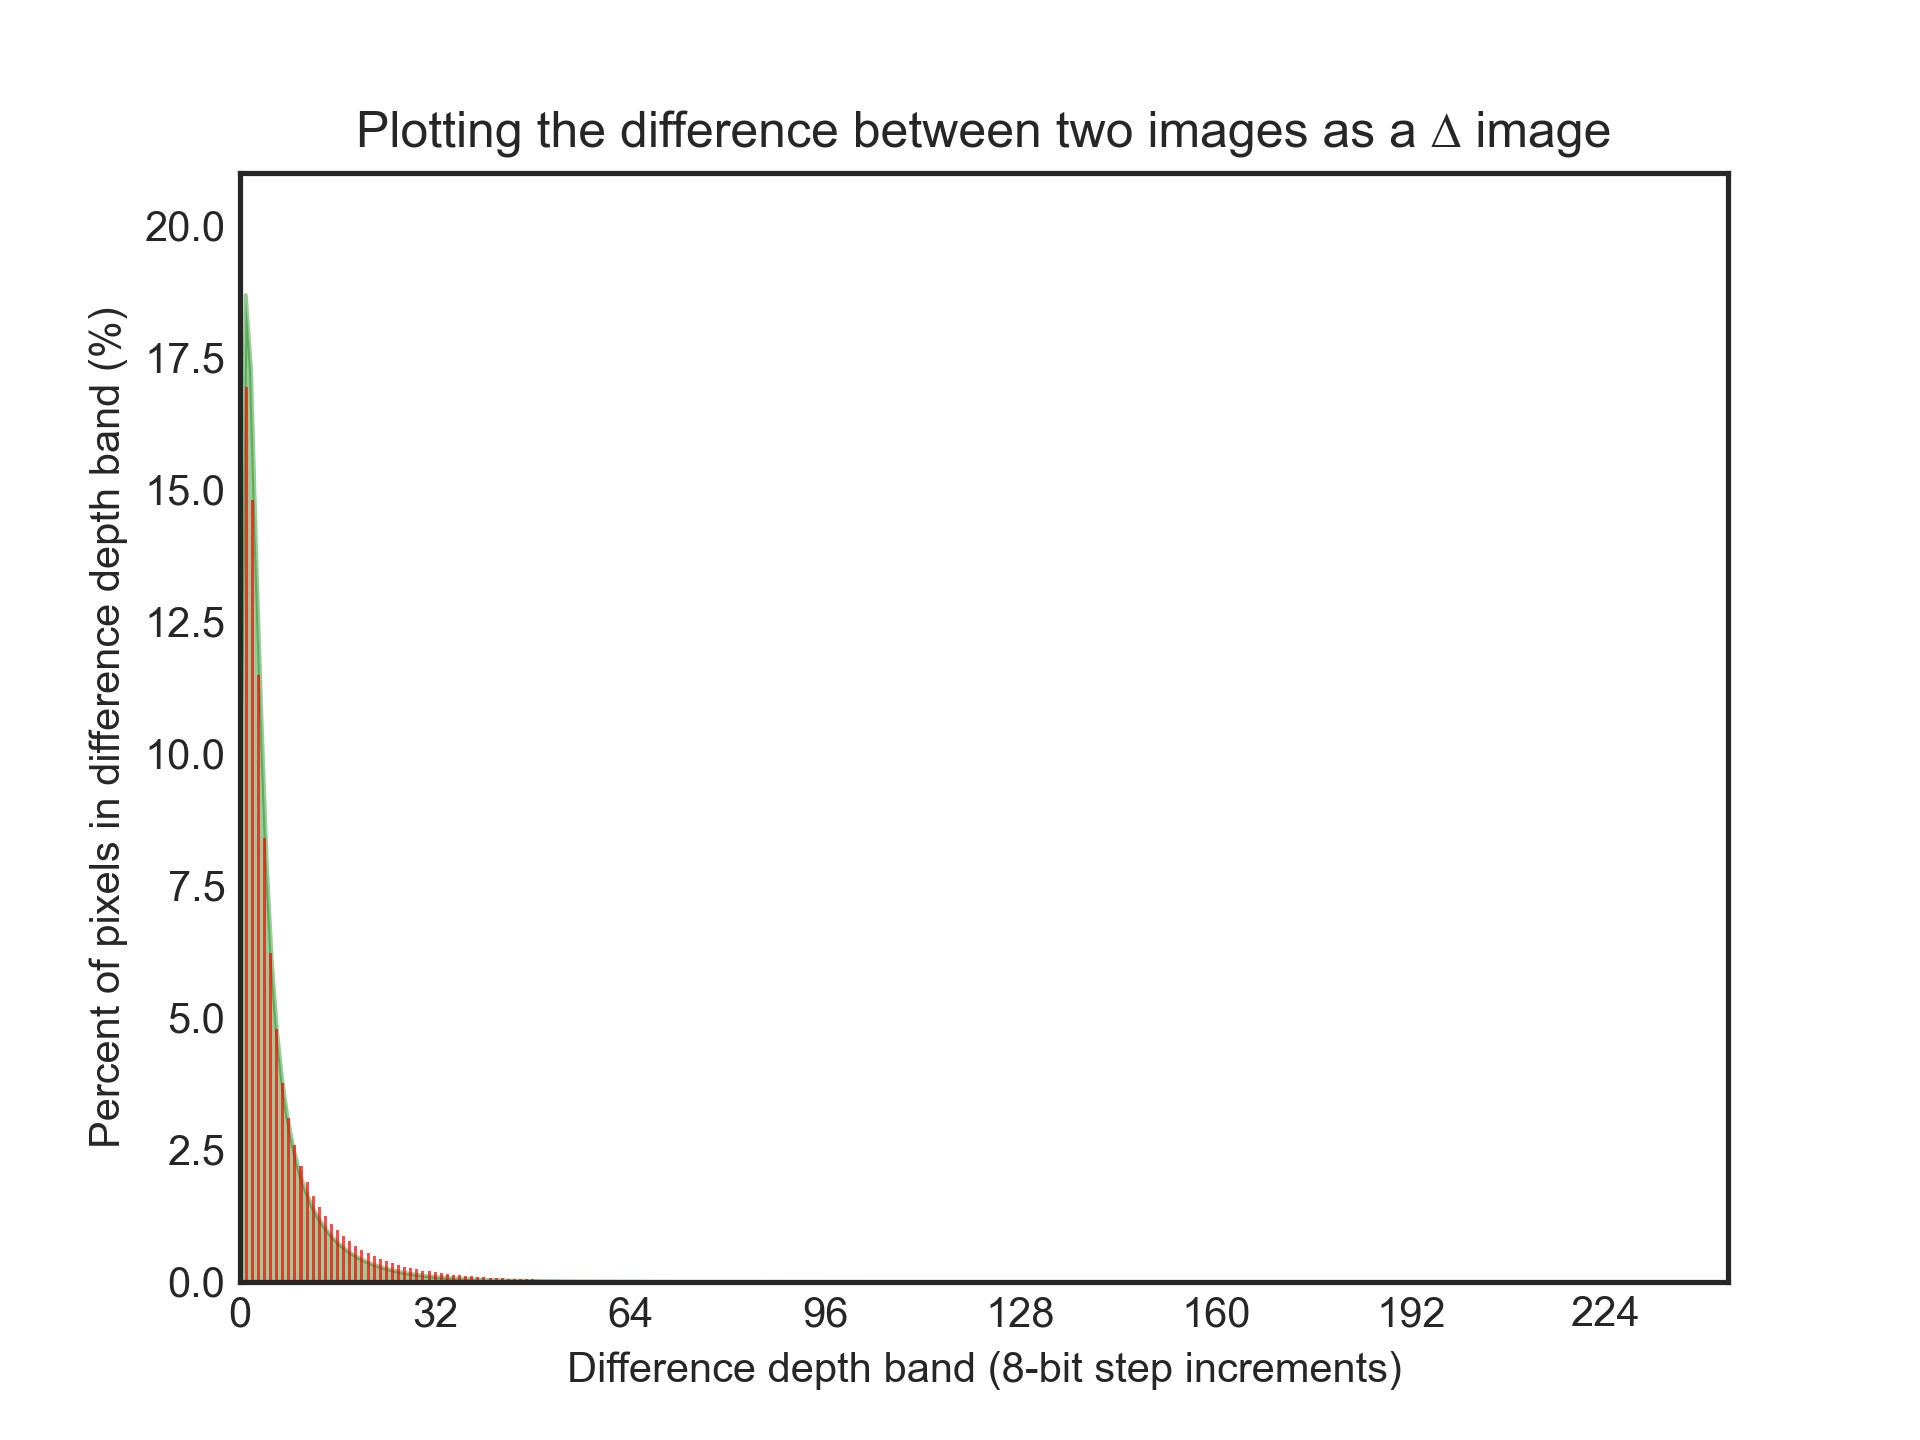 Plotting the difference between two images as a Δ image
Percent of pixels in difference depth band (%)
20.0
17.5
15.0
12.5
10.0
7.5
5.0
2.5
0.0
0 32 64 96 128 160 192 224
Difference depth band (8-bit step increments)